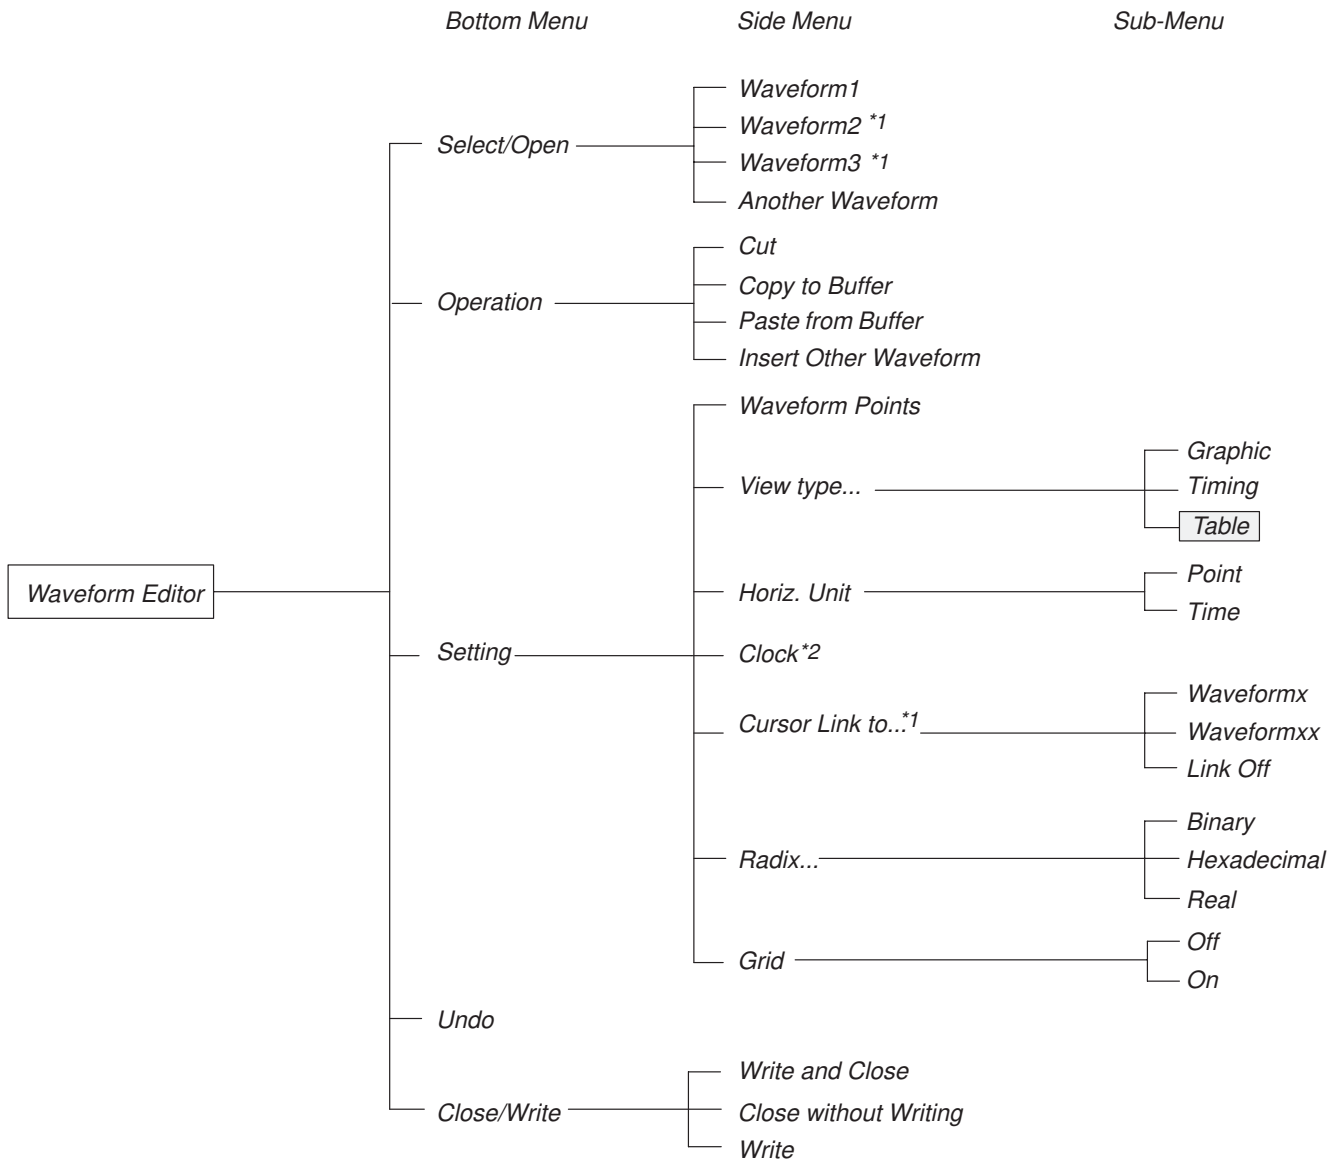 Bottom Menu Side Menu Sub-Menu
Waveform1
Waveform2 *1
Select/Open
Waveform3 *1
Another Waveform
Cut
Copy to Buffer
Operation
Paste from Buffer
Insert Other Waveform
Waveform Points
Graphic
View type...
Timing
Table
Point
Waveform Editor
Horiz. Unit
Time
Setting
Clock*2
Waveformx
Cursor Link to...*1
Waveformxx
Link Off
Binary
Radix...
Hexadecimal
Real
Off
Grid
On
Undo
Write and Close
Close/Write
Close without Writing
Write